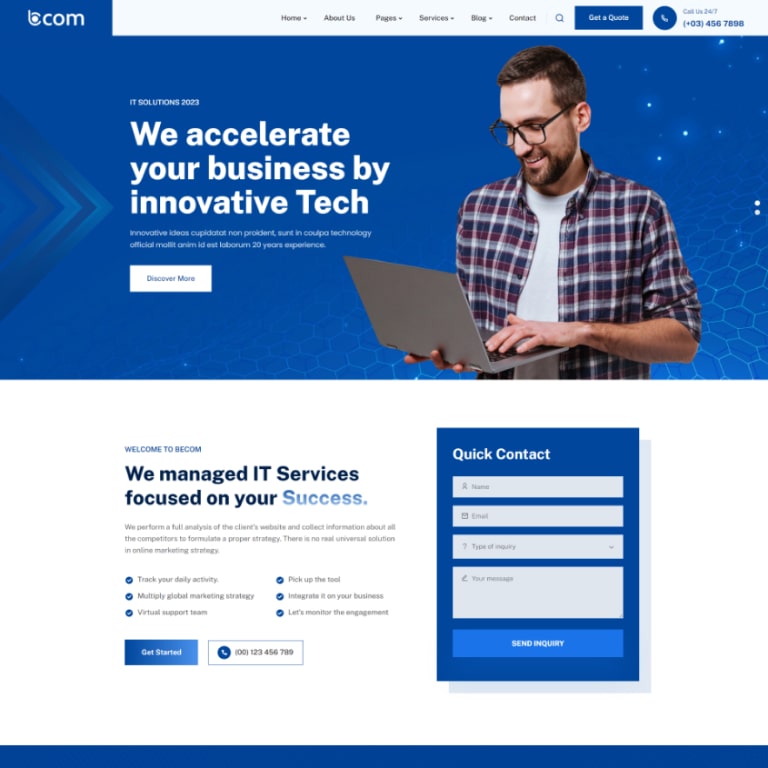 bcom
Home
About Us
Pages
Services
Blog
Contact
Get a Quote
Call Us 24/7
(+03) 456 7898
IT SOLUTIONS 2023
We accelerate
your business by
innovative Tech
Innovative ideas cupidatat non proident, sunt in coulpa technology
official mollit anim id est laborum 20 years experience.
Discover More
WELCOME TO BECOM
We managed IT Services
focused on your Success.
We perform a full analysis of the client's website and collect information about all
the competitors to formulate a proper strategy. There is no real universal solution
in online marketing strategy.
Track your daily activity.
Pick up the tool
Multiply global marketing strategy
Integrate it on your business
Virtual support team
Let's monitor the engagement
Get Started
(00) 123 456 789
Quick Contact
Name
Email
? Type of inquiry
Your message
SEND INQUIRY